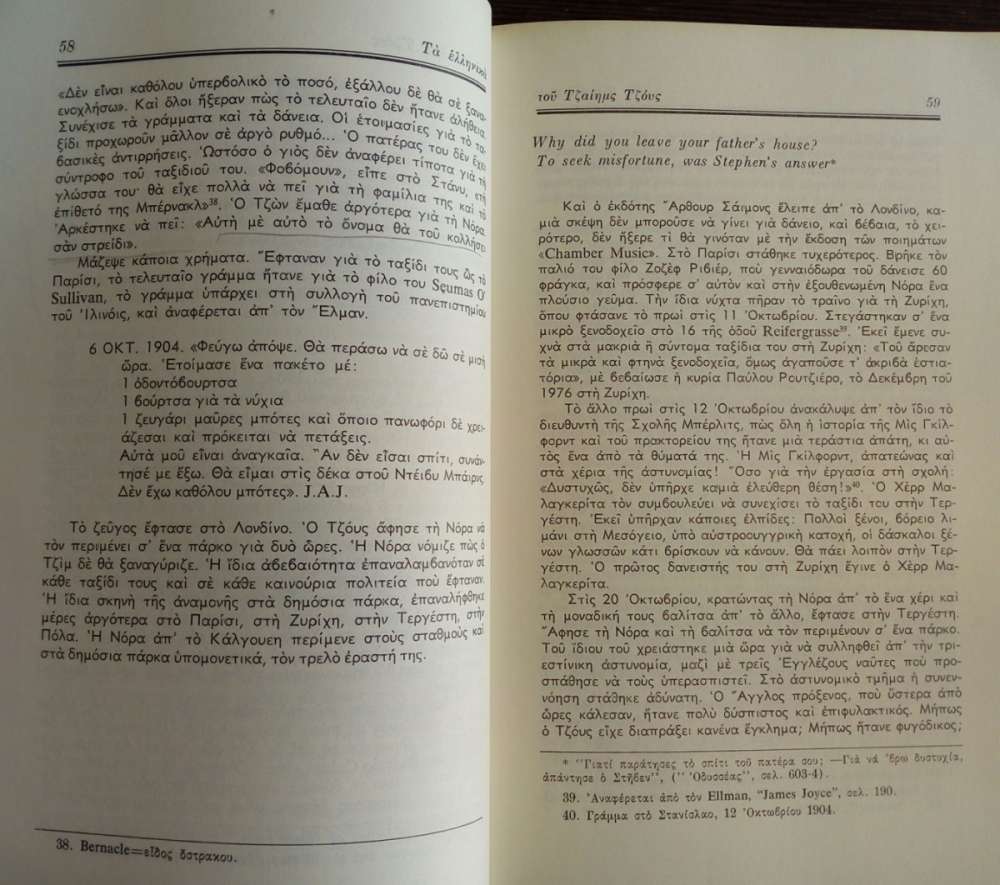 58
Τὰ ἑλληνικὰ
«Δὲν εἶναι καθόλου ὑπερβολικὸ τὸ ποσό, ἐξάλλου δὲ θὰ σὲ ξανα-
ενοχλήσω». Καὶ ὅλοι ἤξεραν πὼς τὸ τελευταῖο δὲν ἤτανε ἀλήθεια.
Συνέχισε τὰ γράμματα καὶ τὰ δάνεια. Οἱ ἑτοιμασίες γιὰ τὸ τα-
ξίδι προχωροῦν μᾶλλον σὲ ἀργὸ ρυθμό... Ὁ πατέρας του δὲν ἔχει
βασικὲς ἀντιρρήσεις. Ὡστόσο ὁ γιὸς δὲν ἀναφέρει τίποτα γιὰ τὴ
σύντροφο τοῦ ταξιδιοῦ του. «Φοβόμουν», εἶπε στὸ Στάνυ, «τὴ
γλώσσα του· θὰ εἶχε πολλὰ νὰ πεῖ γιὰ τὴ φαμίλια της καὶ τὸ
ἐπίθετό της Μπέρνακλ»³⁸. Ὁ Τζὼν ἔμαθε ἀργότερα γιὰ τὴ Νόρα.
Ἀρκέστηκε νὰ πεῖ: «Αὐτὴ μὲ αὐτὸ τὸ ὄνομα θὰ τοῦ κολλήσει
σὰν στρείδι».
Μάζεψε κάποια χρήματα. Ἔφταναν γιὰ τὸ ταξίδι τους ὣς τὸ
Παρίσι, τὸ τελευταῖο γράμμα ἤτανε γιὰ τὸ φίλο του Seumas O'
Sullivan, τὸ γράμμα ὑπάρχει στὴ συλλογὴ τοῦ πανεπιστημίου
τοῦ Ἰλινόις, καὶ ἀναφέρεται ἀπ' τὸν Ἔλμαν.
6 ΟΚΤ. 1904. «Φεύγω ἀπόψε. Θὰ περάσω νὰ σὲ δῶ σὲ μισὴ
ὥρα. Ἑτοίμασε ἕνα πακέτο μέ:
1 ὀδοντόβουρτσα
1 βούρτσα γιὰ τὰ νύχια
1 ζευγάρι μαῦρες μπότες καὶ ὅποιο πανωφόρι δὲ χρει-
άζεσαι καὶ πρόκειται νὰ πετάξεις.
Αὐτὰ μοῦ εἶναι ἀναγκαῖα. Ἂν δὲν εἶσαι σπίτι, συνάν-
τησέ με ἔξω. Θὰ εἶμαι στὶς δέκα στοῦ Ντέιβυ Μπάιρνς
Δὲν ἔχω καθόλου μπότες». J.A.J.
Τὸ ζεῦγος ἔφτασε στὸ Λονδίνο. Ὁ Τζόυς ἄφησε τὴ Νόρα νὰ
τὸν περιμένει σ' ἕνα πάρκο γιὰ δυὸ ὧρες. Ἡ Νόρα νόμιζε πὼς ὁ
Τζὶμ δὲ θὰ ξαναγύριζε. Ἡ ἴδια ἀβεβαιότητα ἐπαναλαμβανόταν σὲ
κάθε ταξίδι τους καὶ σὲ κάθε καινούρια πολιτεία ποὺ ἔφταναν.
Ἡ ἴδια σκηνὴ τῆς ἀναμονῆς στὰ δημόσια πάρκα, ἐπαναλήφθηκε
μέρες ἀργότερα στὸ Παρίσι, στὴ Ζυρίχη, στὴν Τεργέστη, στὴν
Πόλα. Ἡ Νόρα ἀπ' τὸ Κάλγουεη περίμενε στοὺς σταθμοὺς καὶ
στὰ δημόσια πάρκα ὑπομονετικά, τὸν τρελὸ ἐραστή της.
38. Bernacle=εἶδος ὄστρακου.
τοῦ Τζαίημς Τζόυς
59
Why did you leave your father's house?
To seek misfortune, was Stephen's answer*
Καὶ ὁ ἐκδότης Ἄρθουρ Σάιμονς ἔλειπε ἀπ' τὸ Λονδίνο, κα-
μιὰ σκέψη δὲν μποροῦσε νὰ γίνει γιὰ δάνειο, καὶ βέβαια, τὸ χει-
ρότερο, δὲν ἤξερε τί θὰ γινόταν μὲ τὴν ἔκδοση τῶν ποιημάτων
«Chamber Music». Στὸ Παρίσι στάθηκε τυχερότερος. Βρῆκε τὸν
παλιό του φίλο Ζοζὲφ Ριβιέρ, ποὺ γενναιόδωρα τοῦ δάνεισε 60
φράγκα, καὶ πρόσφερε σ' αὐτὸν καὶ στὴν ἐξουθενωμένη Νόρα ἕνα
πλούσιο γεῦμα. Τὴν ἴδια νύχτα πῆραν τὸ τραῖνο γιὰ τὴ Ζυρίχη,
ὅπου φτάσανε τὸ πρωὶ στὶς 11 Ὀκτωβρίου. Στεγάστηκαν σ' ἕνα
μικρὸ ξενοδοχεῖο στὸ 16 τῆς ὁδοῦ Reifergrasse³⁹. Ἐκεῖ ἔμενε συ-
χνὰ στὰ μακριὰ ἢ σύντομα ταξίδια του στὴ Ζυρίχη: «Τοῦ ἄρεσαν
τὰ μικρὰ καὶ φτηνὰ ξενοδοχεῖα, ὅμως ἀγαποῦσε τ' ἀκριβὰ ἑστια-
τόρια», μὲ βεβαίωσε ἡ κυρία Παύλου Ρουτζιέρο, τὸ Δεκέμβρη τοῦ
1976 στὴ Ζυρίχη.
Τὸ ἄλλο πρωὶ στὶς 12 Ὀκτωβρίου ἀνακάλυψε ἀπ' τὸν ἴδιο τὸ
διευθυντὴ τῆς Σχολῆς Μπέρλιτς, πὼς ὅλη ἡ ἱστορία τῆς Μὶς Γκίλ-
φορντ καὶ τοῦ πρακτορείου της ἤτανε μιὰ τεράστια ἀπάτη, κι αὐ-
τὸς ἕνα ἀπὸ τὰ θύματά της. Ἡ Μὶς Γκίλφορντ, ἀπατεώνας καὶ
στὰ χέρια τῆς ἀστυνομίας! Ὅσο γιὰ τὴν ἐργασία στὴ σχολή:
«Δυστυχῶς, δὲν ὑπῆρχε καμιὰ ἐλεύθερη θέση!»⁴⁰. Ὁ Χὲρρ Μα-
λαγκερίτα τὸν συμβουλεύει νὰ συνεχίσει τὸ ταξίδι του στὴν Τερ-
γέστη. Ἐκεῖ ὑπῆρχαν κάποιες ἐλπίδες: Πολλοὶ ξένοι, βόρειο λι-
μάνι στὴ Μεσόγειο, ὑπὸ αὐστροουγγρικὴ κατοχή, οἱ δάσκαλοι ξέ-
νων γλωσσῶν κάτι βρίσκουν νὰ κάνουν. Θὰ πάει λοιπὸν στὴν Τερ-
γέστη. Ὁ πρῶτος δανειστής του στὴ Ζυρίχη ἔγινε ὁ Χὲρρ Μα-
λαγκερίτα.
Στὶς 20 Ὀκτωβρίου, κρατώντας τὴ Νόρα ἀπ' τὸ ἕνα χέρι καὶ
τὴ μοναδική τους βαλίτσα ἀπ' τὸ ἄλλο, ἔφτασε στὴν Τεργέστη.
Ἄφησε τὴ Νόρα καὶ τὴ βαλίτσα νὰ τὸν περιμένουν σ' ἕνα πάρκο.
Τοῦ ἴδιου τοῦ χρειάστηκε μιὰ ὥρα γιὰ νὰ συλληφθεῖ ἀπ' τὴν τρι-
εστίνικη ἀστυνομία, μαζὶ μὲ τρεῖς Ἐγγλέζους ναῦτες ποὺ προ-
σπάθησε νὰ τοὺς ὑπερασπιστεῖ. Στὸ ἀστυνομικὸ τμῆμα ἡ συνεν-
νόηση στάθηκε ἀδύνατη. Ὁ Ἄγγλος πρόξενος, ποὺ ὕστερα ἀπὸ
ὧρες κάλεσαν, ἤτανε πολὺ δύσπιστος καὶ ἐπιφυλακτικός. Μήπως
ὁ Τζόυς εἶχε διαπράξει κανένα ἔγκλημα; Μήπως ἤτανε φυγόδικος;
* "Γιατί παράτησες τὸ σπίτι τοῦ πατέρα σου; —Γιὰ νὰ ᾿βρω δυστυχία,
ἀπάντησε ὁ Στῆβεν", ("Ὀδυσσέας", σελ. 603-4).
39. Ἀναφέρεται ἀπὸ τὸν Ellman, "James Joyce", σελ. 190.
40. Γράμμα στὸ Στανίσλαο, 12 Ὀκτωβρίου 1904.